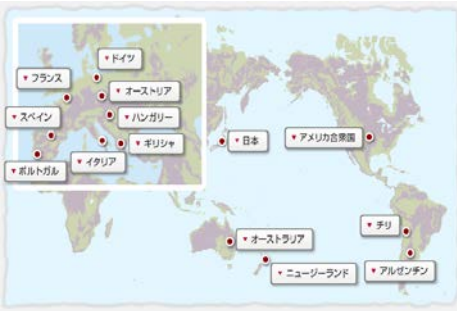 ▼ ドイツ
▼ フランス
▼ オーストリア
▼ スペイン
▼ ハンガリー
▼ ギリシャ
▼ イタリア
▼ ポルトガル
▼ 日本
▼ アメリカ合衆国
▼ チリ
▼ オーストラリア
▼ ニュージーランド
▼ アルゼンチン